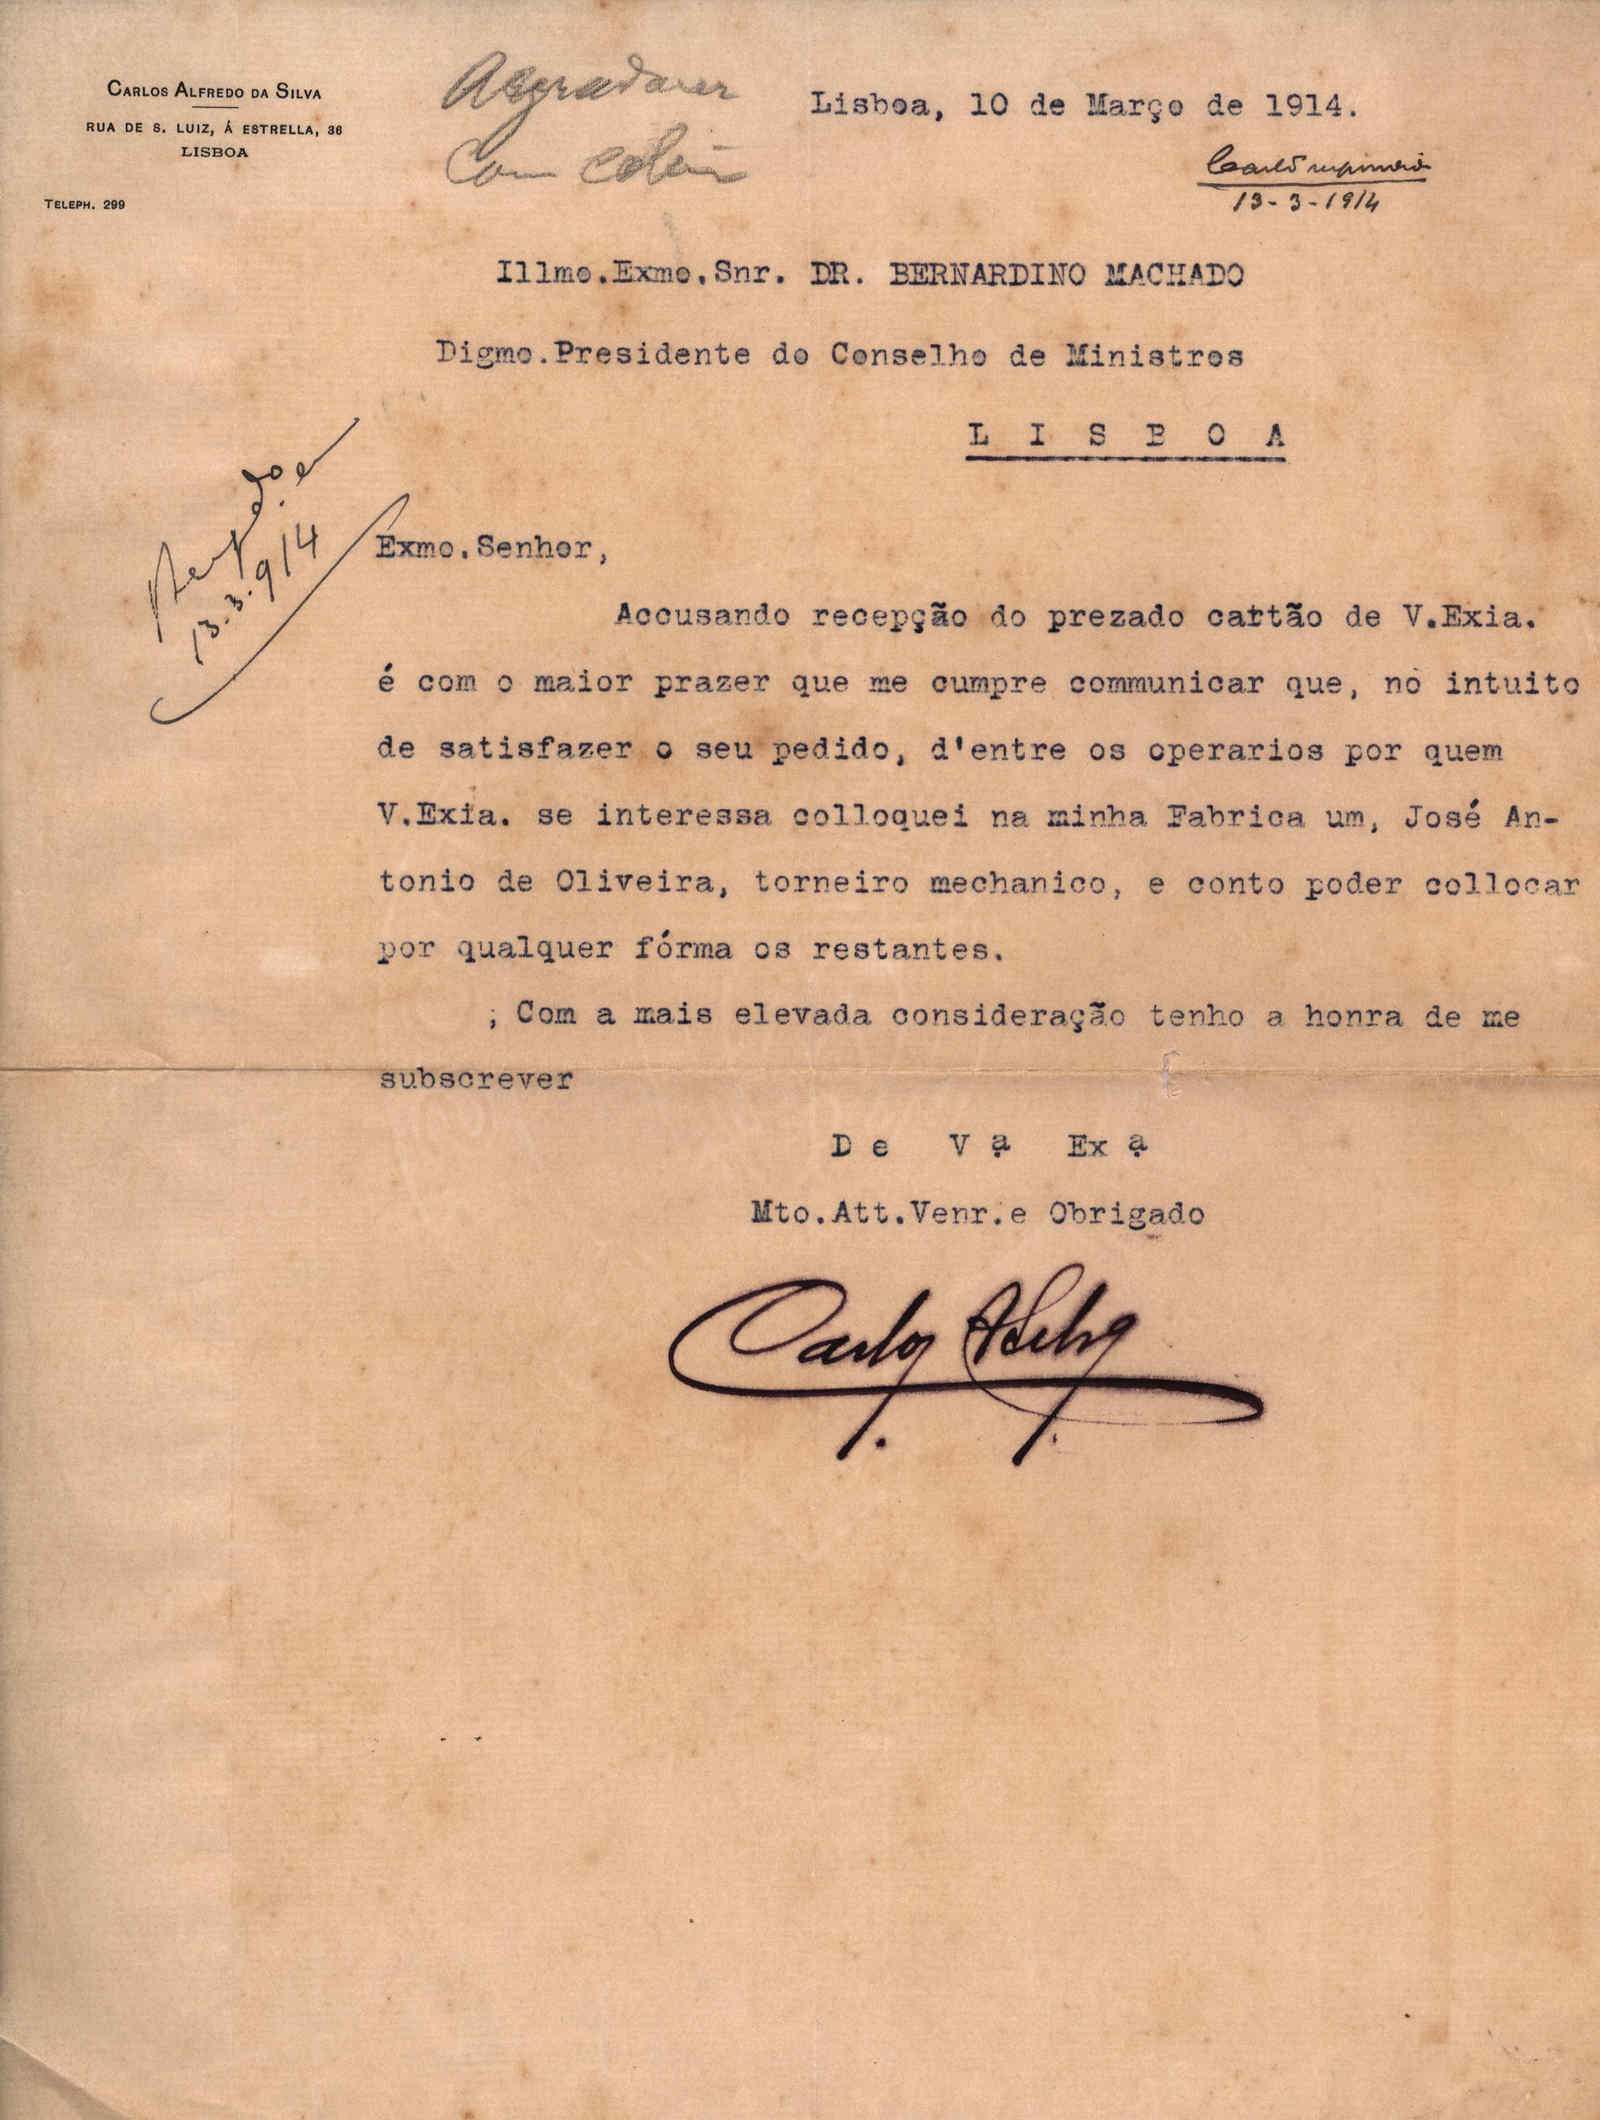 CARLOS ALFREDO DA SILVA
RUA DE S. LUIZ, Á ESTRELLA, 36
LISBOA
TELEPH. 299
Agradecer
com
Lisboa, 10 de Março de 1914.
Cartão
13-3-1914
Illmo.Exmo.Snr. DR. BERNARDINO MACHADO
Digmo.Presidente do Conselho de Ministros
L I S B O A
13.3.914
Exmo.Senhor,
Accusando recepção do prezado cartão de V.Exia.
é com o maior prazer que me cumpre communicar que, no intuito
de satisfazer o seu pedido, d'entre os operarios por quem
V.Exia. se interessa colloquei na minha Fabrica um, José An-
tonio de Oliveira, torneiro mechanico, e conto poder collocar
por qualquer fórma os restantes.
; Com a mais elevada consideração tenho a honra de me
subscrever
De Vª Exª
Mto.Att.Venr.e Obrigado
Carlos ASilva